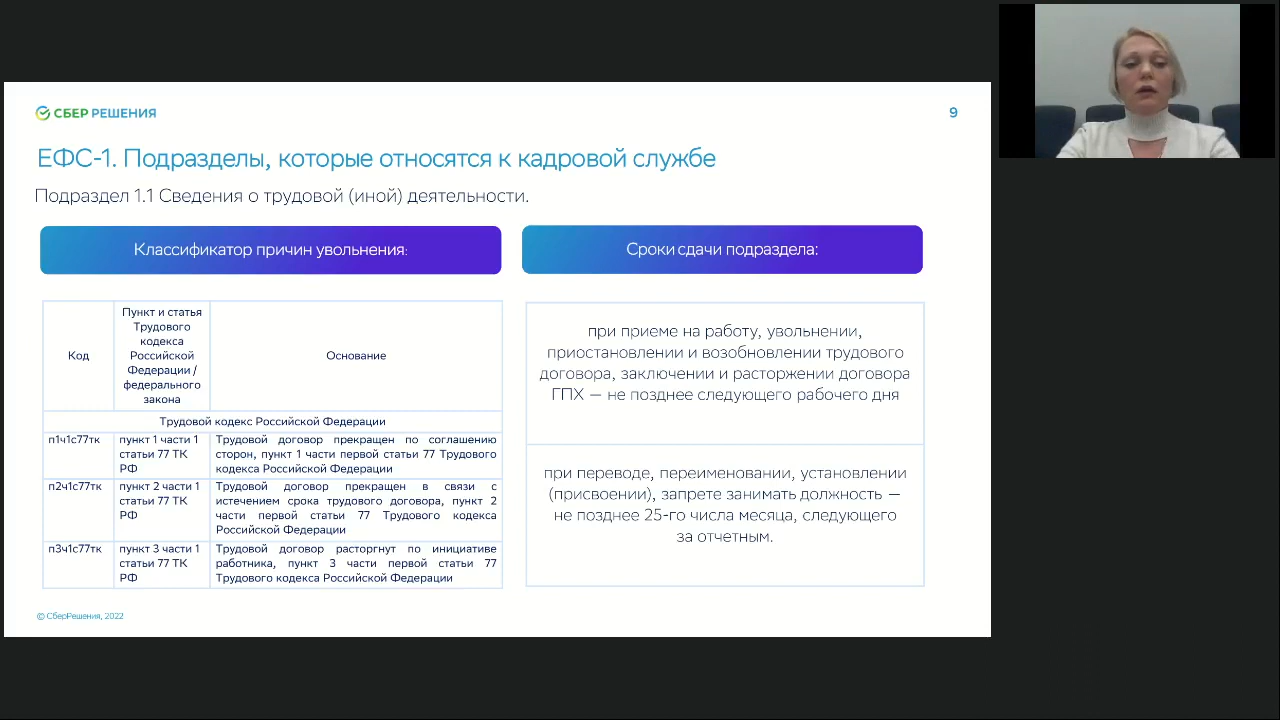 СБЕР РЕШЕНИЯ
9
ЕФС-1. Подразделы, которые относятся к кадровой службе
Подраздел 1.1 Сведения о трудовой (иной) деятельности.
Классификатор причин увольнения:
Код
Пункт и статья
Трудового
кодекса
Российской
Федерации /
федерального
закона
Основание
Трудовой кодекс Российской Федерации
п1ч1с77тк
пункт 1 части 1
статьи 77 ТК
РФ
Трудовой договор прекращен по соглашению
сторон, пункт 1 части первой статьи 77 Трудового
кодекса Российской Федерации
п2ч1с77тк
пункт 2 части 1
статьи 77 ТК
РФ
Трудовой договор прекращен в связи с
истечением срока трудового договора, пункт 2
части первой статьи 77 Трудового кодекса
Российской Федерации
п3ч1с77тк
пункт 3 части 1
статьи 77 ТК
РФ
Трудовой договор расторгнут по инициативе
работника, пункт 3 части первой статьи 77
Трудового кодекса Российской Федерации
Сроки сдачи подраздела:
при приеме на работу, увольнении,
приостановлении и возобновлении трудового
договора, заключении и расторжении договора
ГПХ — не позднее следующего рабочего дня
при переводе, переименовании, установлении
(присвоении), запрете занимать должность —
не позднее 25-го числа месяца, следующего
за отчетным.
© СберРешения, 2022